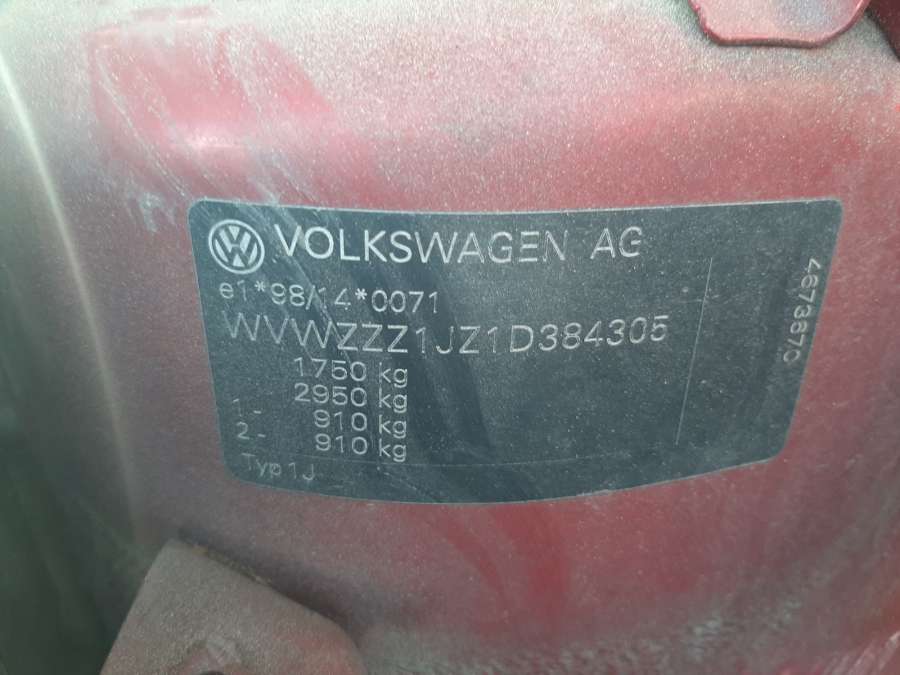 VOLKSWAGEN AG
e1*98/14*0071
WVWZZZ1JZ1D384305
1750 kg
2950 kg
1- 910 kg
2- 910 kg
Typ 1J
4673670